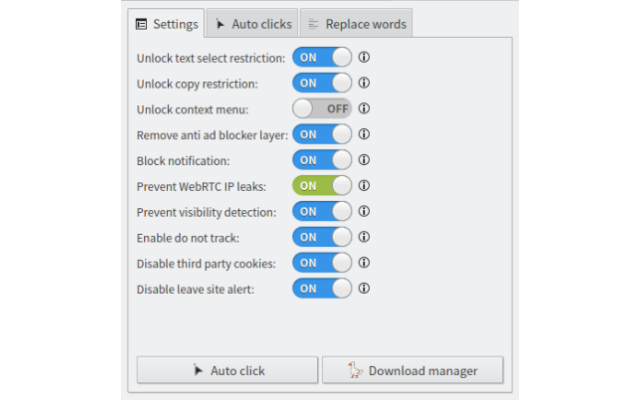 Settings Auto clicks Replace words
Unlock text select restriction: ON
Unlock copy restriction: ON
Unlock context menu: OFF
Remove anti ad blocker layer: ON
Block notification: ON
Prevent WebRTC IP leaks: ON
Prevent visibility detection: ON
Enable do not track: ON
Disable third party cookies: ON
Disable leave site alert: ON
Auto click Download manager